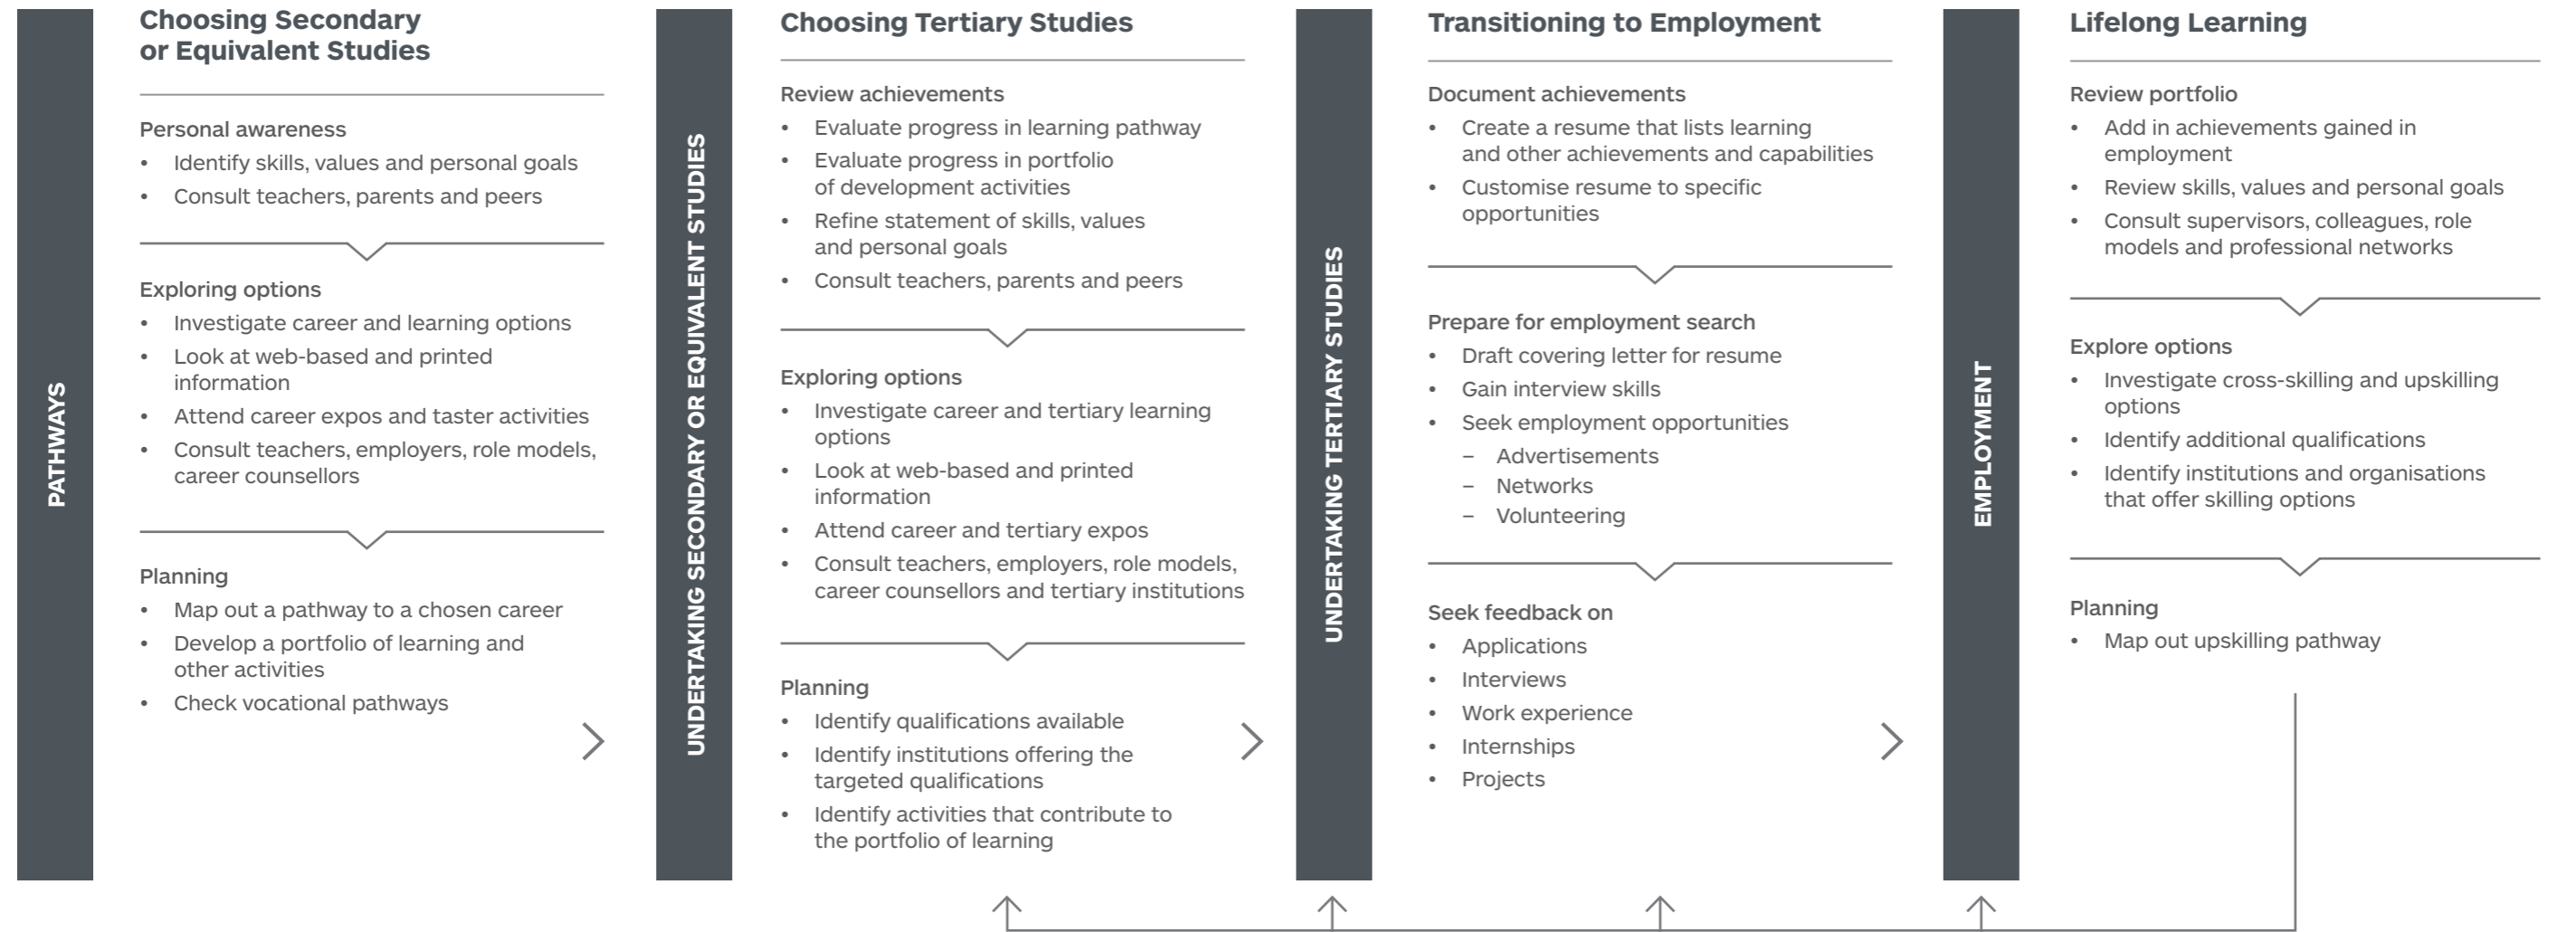 PATHWAYS
Choosing Secondary
or Equivalent Studies
Personal awareness
• Identify skills, values and personal goals
• Consult teachers, parents and peers
Exploring options
• Investigate career and learning options
• Look at web-based and printed
information
• Attend career expos and taster activities
• Consult teachers, employers, role models,
career counsellors
Planning
• Map out a pathway to a chosen career
• Develop a portfolio of learning and
other activities
• Check vocational pathways
UNDERTAKING SECONDARY OR EQUIVALENT STUDIES
Choosing Tertiary Studies
Review achievements
• Evaluate progress in learning pathway
• Evaluate progress in portfolio
of development activities
• Refine statement of skills, values
and personal goals
• Consult teachers, parents and peers
Exploring options
• Investigate career and tertiary learning
options
• Look at web-based and printed
information
• Attend career and tertiary expos
• Consult teachers, employers, role models,
career counsellors and tertiary institutions
Planning
• Identify qualifications available
• Identify institutions offering the
targeted qualifications
• Identify activities that contribute to
the portfolio of learning
UNDERTAKING TERTIARY STUDIES
Transitioning to Employment
Document achievements
• Create a resume that lists learning
and other achievements and capabilities
• Customise resume to specific
opportunities
Prepare for employment search
• Draft covering letter for resume
• Gain interview skills
• Seek employment opportunities
– Advertisements
– Networks
– Volunteering
Seek feedback on
• Applications
• Interviews
• Work experience
• Internships
• Projects
EMPLOYMENT
Lifelong Learning
Review portfolio
• Add in achievements gained in
employment
• Review skills, values and personal goals
• Consult supervisors, colleagues, role
models and professional networks
Explore options
• Investigate cross-skilling and upskilling
options
• Identify additional qualifications
• Identify institutions and organisations
that offer skilling options
Planning
• Map out upskilling pathway